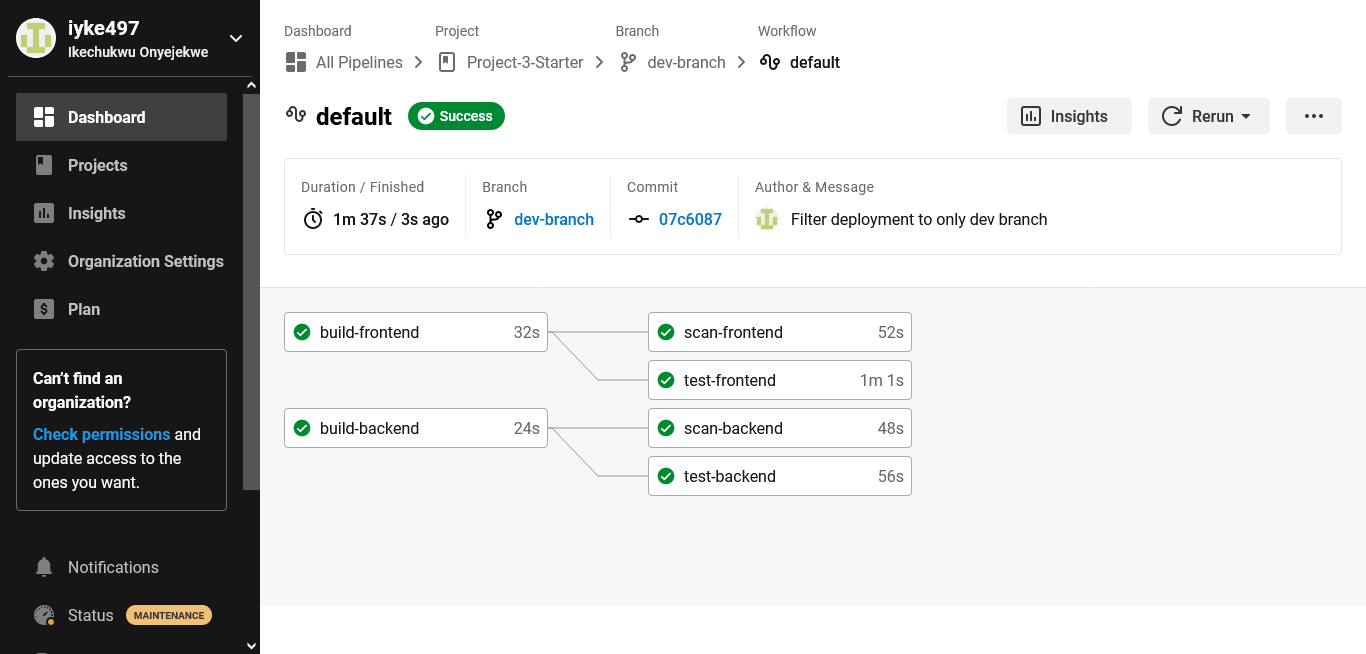 iyke497
Ikechukwu Onyejekwe
Dashboard
Projects
Insights
Organization Settings
$ Plan
Can't find an
organization?
Check permissions and
update access to the
ones you want.
Notifications
Status MAINTENANCE
Dashboard Project Branch Workflow
All Pipelines Project-3-Starter dev-branch default
default Success Insights Rerun
Duration / Finished Branch Commit Author & Message
1m 37s / 3s ago dev-branch 07c6087 Filter deployment to only dev branch
build-frontend 32s scan-frontend 52s
test-frontend 1m 1s
build-backend 24s scan-backend 48s
test-backend 56s